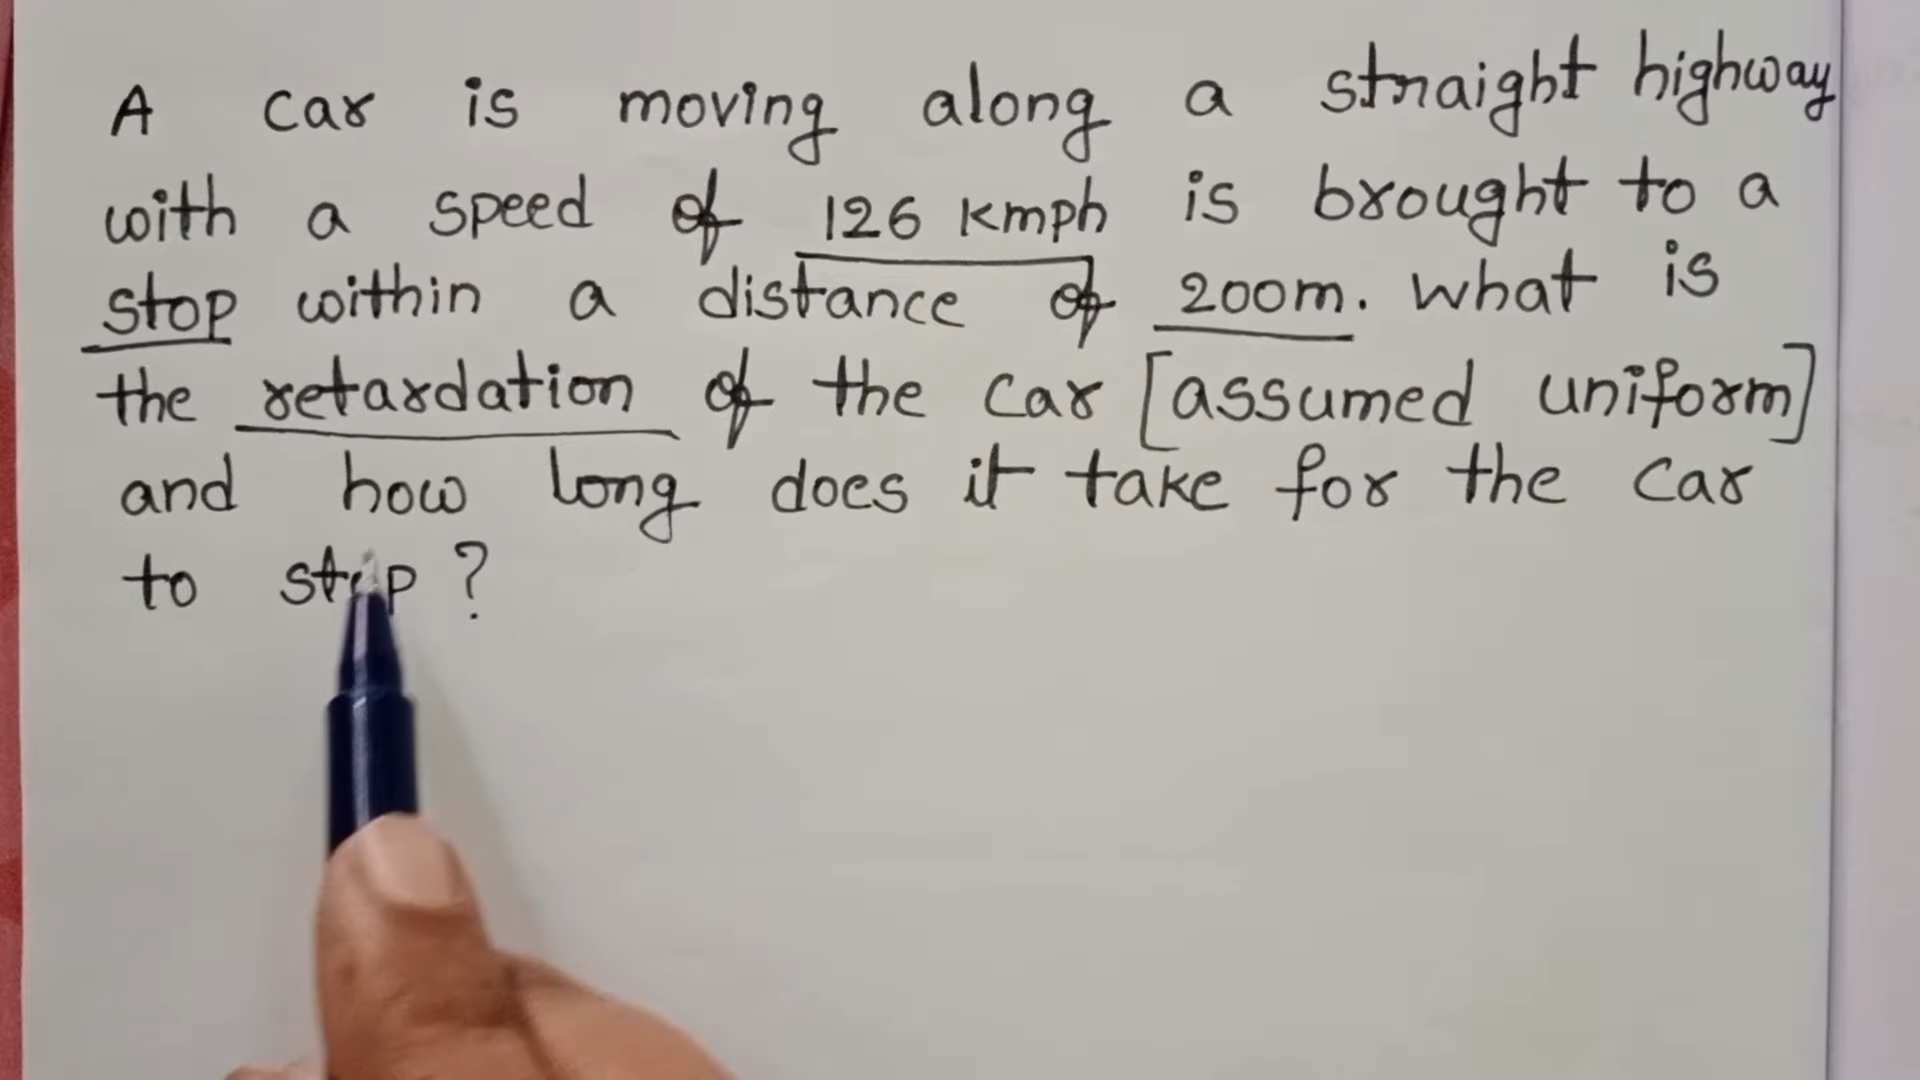 A car is moving along a straight highway
with a speed of 126 kmph is brought to a
stop within a distance of 200m. what is
the retardation of the car [assumed uniform]
and how long does it take for the car
to stop ?